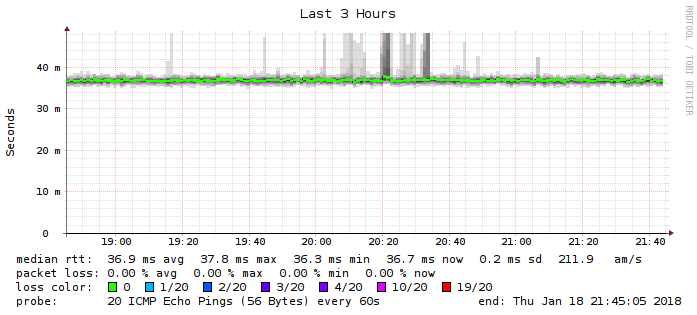 Last 3 Hours
RRDTOOL / TOBI OETIKER
Seconds
40 m
30 m
20 m
10 m
0
19:00 19:20 19:40 20:00 20:20 20:40 21:00 21:20 21:40
median rtt: 36.9 ms avg 37.8 ms max 36.3 ms min 36.7 ms now 0.2 ms sd 211.9 am/s
packet loss: 0.00 % avg 0.00 % max 0.00 % min 0.00 % now
loss color: 0 1/20 2/20 3/20 4/20 10/20 19/20
probe: 20 ICMP Echo Pings (56 Bytes) every 60s end: Thu Jan 18 21:45:05 2018